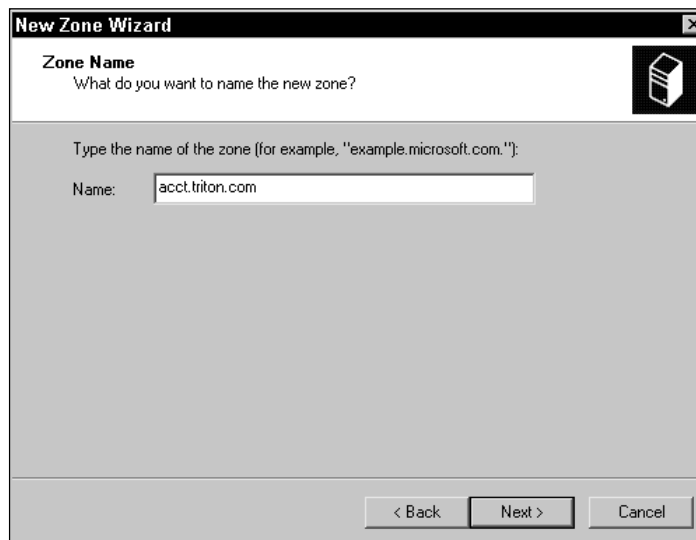 New Zone Wizard
Zone Name
What do you want to name the new zone?
Type the name of the zone (for example, "example.microsoft.com."):
Name: acct.triton.com
< Back Next > Cancel